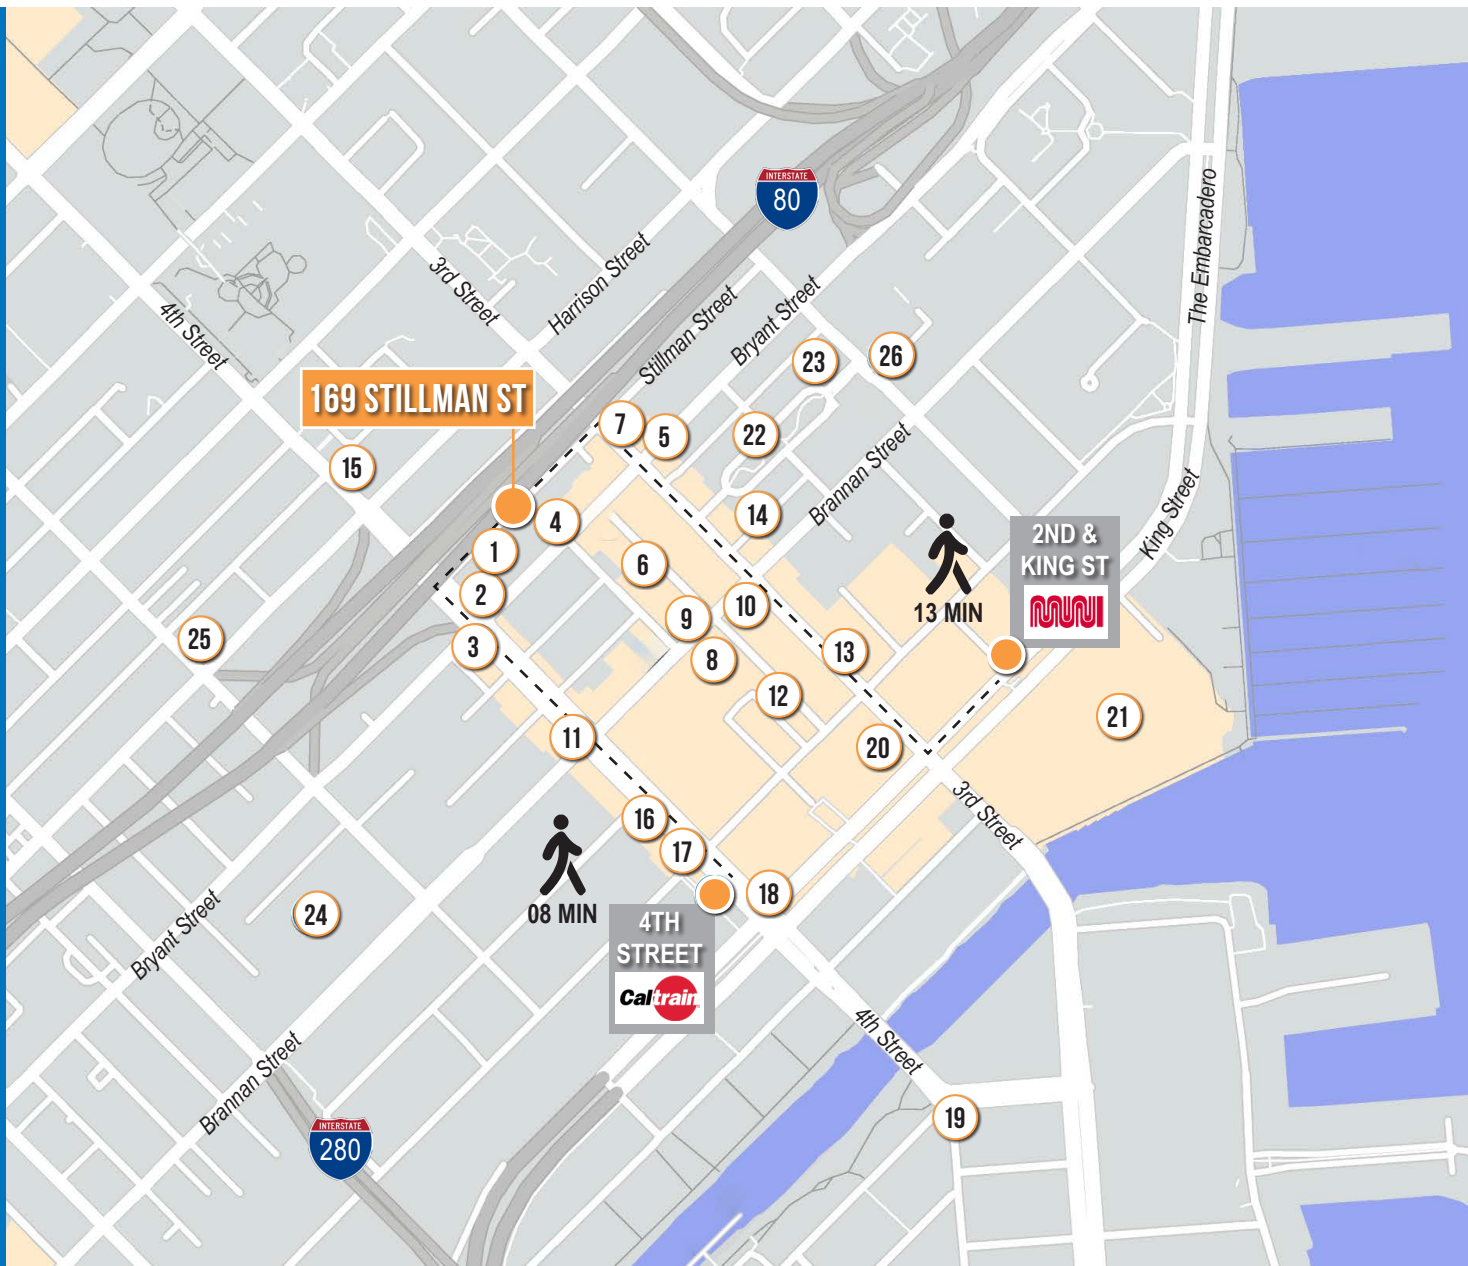 INTERSTATE
80
The Embarcadero
3rd Street
Harrison Street
4th Street
Stillman Street
Bryant Street
23
26
169 STILLMAN ST
7
5
22
15
Brannan Street
14
4
King Street
2ND &
KING ST
MUNI
13 MIN
1
6
2
10
9
25
3
8
13
12
21
11
20
3rd Street
16
17
18
08 MIN
4TH
STREET
Caltrain
24
Bryant Street
4th Street
Brannan Street
19
INTERSTATE
280